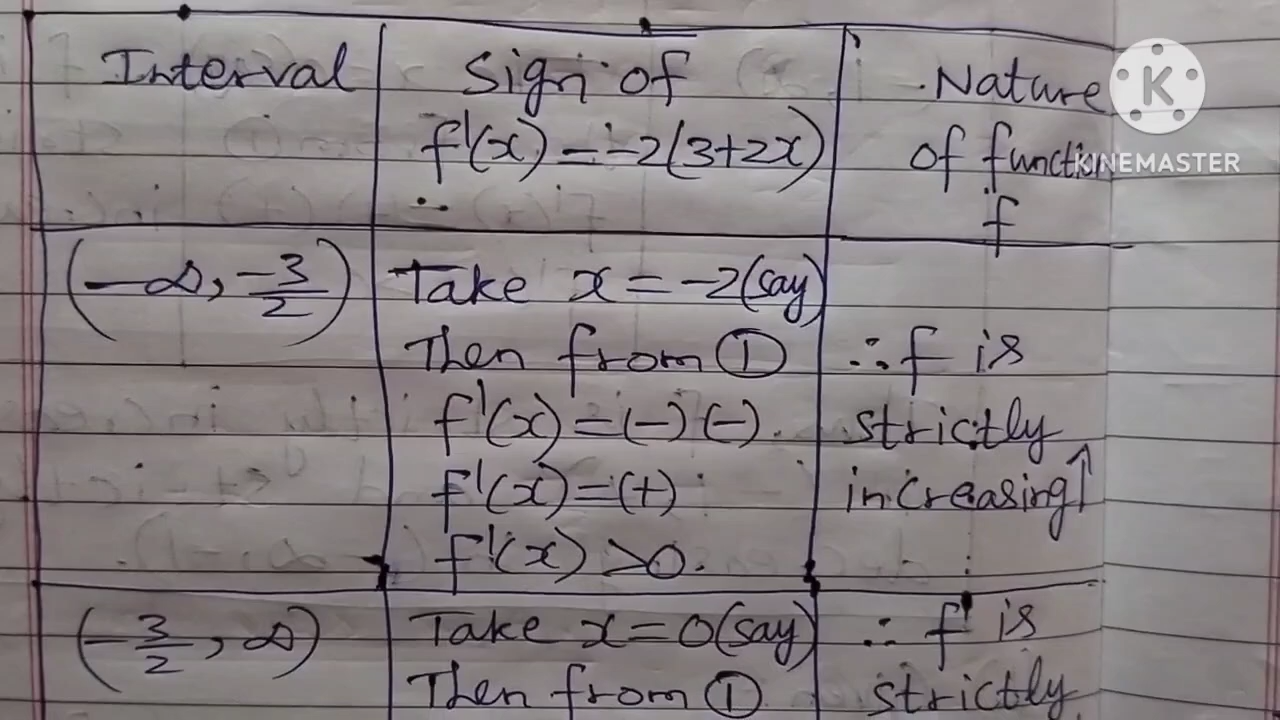 Interval
Sign of
f'(x) = -2(3+2x)
∴
Nature
of function
f
K
KINEMASTER
(-∞, -3/2)
Take x = -2(say)
Then from ①
f'(x) = (-) (-).
f'(x) = (+)
f'(x) > 0.
∴ f is
strictly
increasing↑
(-3/2, ∞)
Take x = 0(say)
Then from ①
∴ f is
strictly